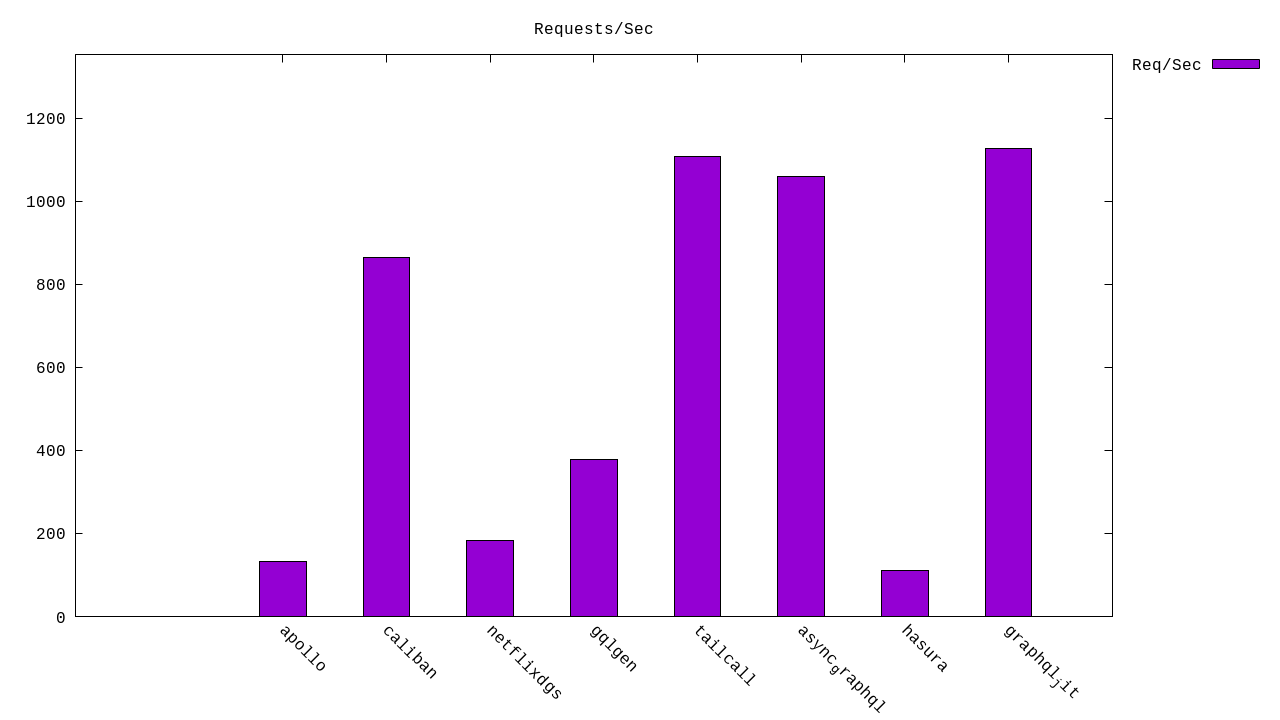 Requests/Sec
Req/Sec
1200
1000
800
600
400
200
0
apollo
caliban
netflixdgs
gqlgen
tailcall
async_graphql
hasura
graphql_jit